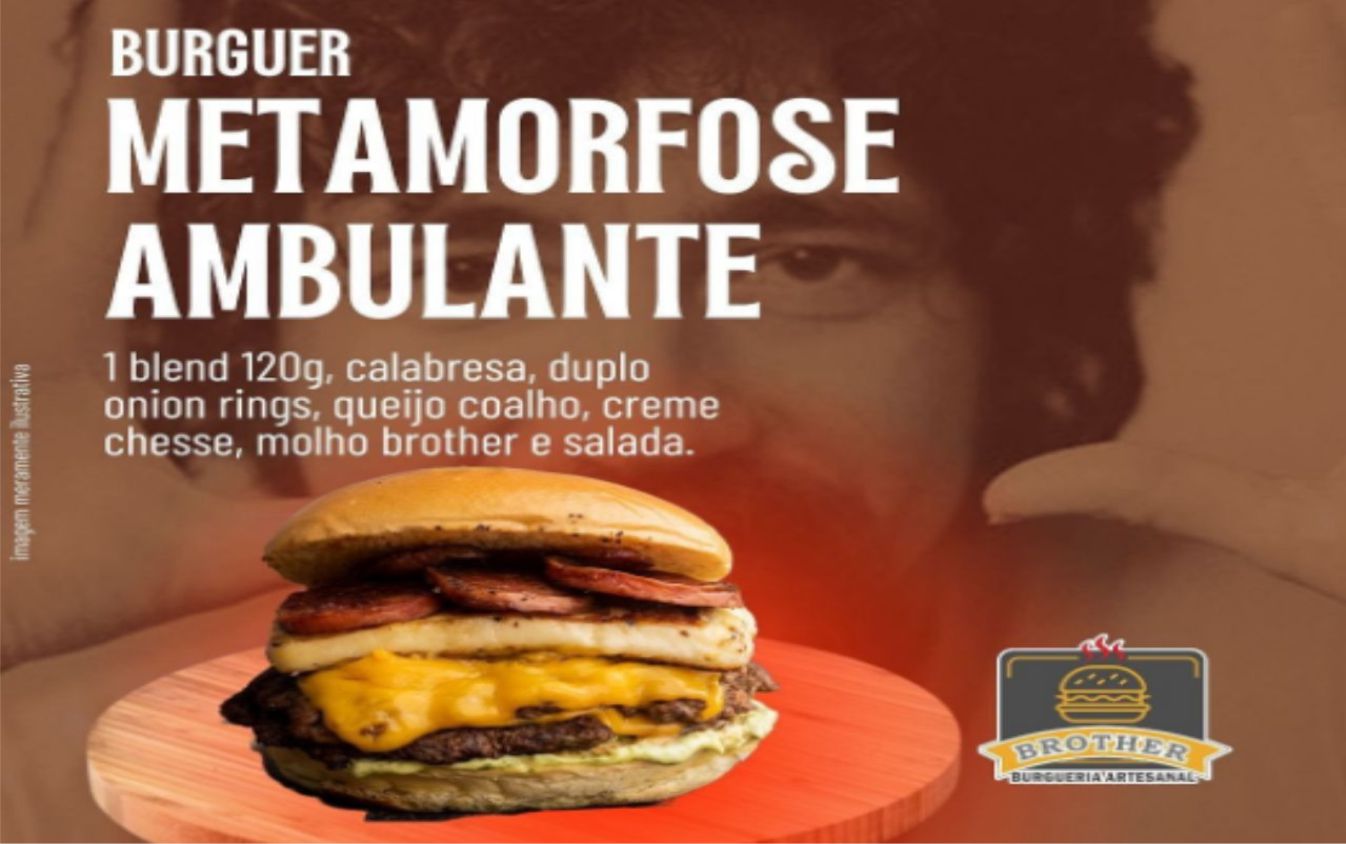 BURGUER
METAMORFOSE
AMBULANTE
1 blend 120g, calabresa, duplo
onion rings, queijo coalho, creme
chesse, molho brother e salada.
imagem meramente ilustrativa
BROTHER
BURGUERIA ARTESANAL